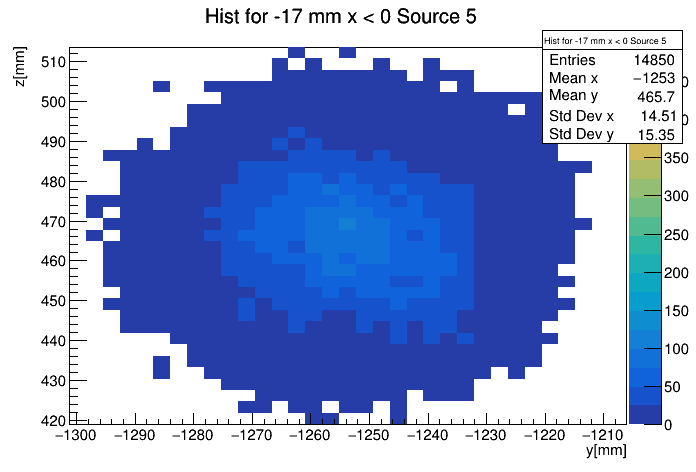 Hist for -17 mm x < 0 Source 5
z[mm]
Hist for -17 mm x < 0 Source 5
Entries 14850
Mean x −1253
Mean y 465.7
Std Dev x 14.51
Std Dev y 15.35
510
500
490
480
470
460
450
440
430
420
−1300 −1290 −1280 −1270 −1260 −1250 −1240 −1230 −1220 −1210
y[mm]
350
300
250
200
150
100
50
0